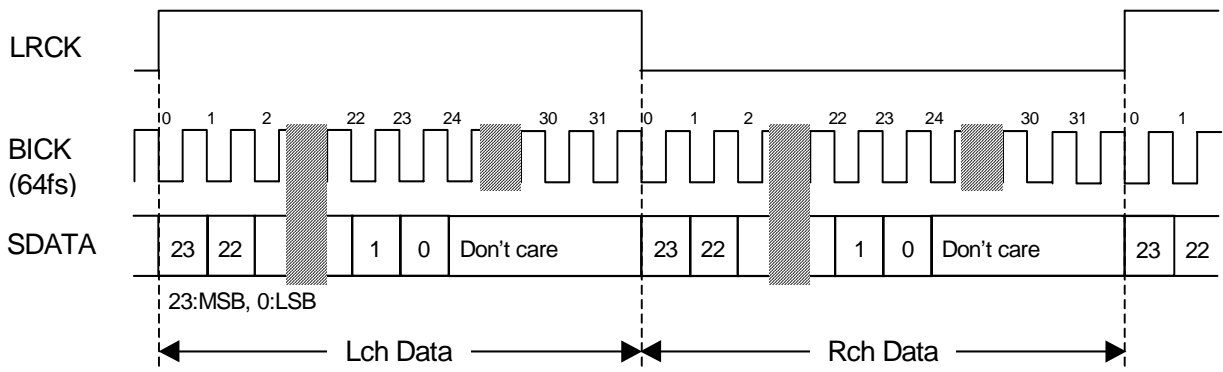 LRCK
0 1 2 22 23 24 30 31 0 1 2 22 23 24 30 31 0 1
BICK
(64fs)
SDATA 23 22 1 0 Don't care 23 22 1 0 Don't care 23 22
23:MSB, 0:LSB
Lch Data Rch Data